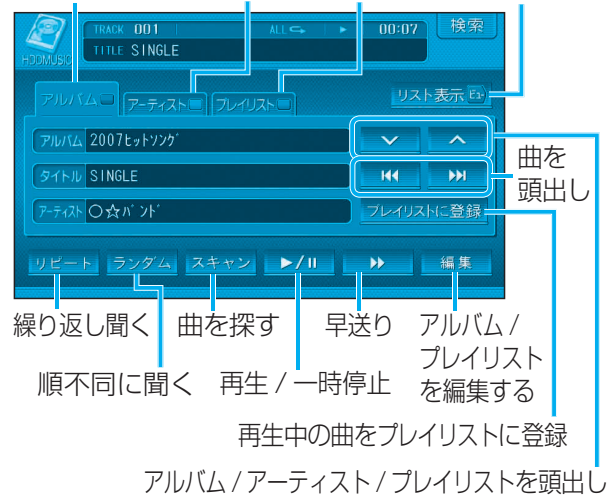 TRACK 001 ALL 00:07 検索
HDDMUSIC
TITLE SINGLE
アルバム アーティスト プレイリスト リスト表示
アルバム 2007ヒットソング
タイトル SINGLE
曲を
頭出し
アーティスト ○☆バンド プレイリストに登録
リピート ランダム スキャン ►/II ►► 編集
繰り返し聞く 曲を探す 早送り アルバム /
プレイリスト
を編集する
順不同に聞く 再生 / 一時停止
再生中の曲をプレイリストに登録
アルバム / アーティスト / プレイリストを頭出し